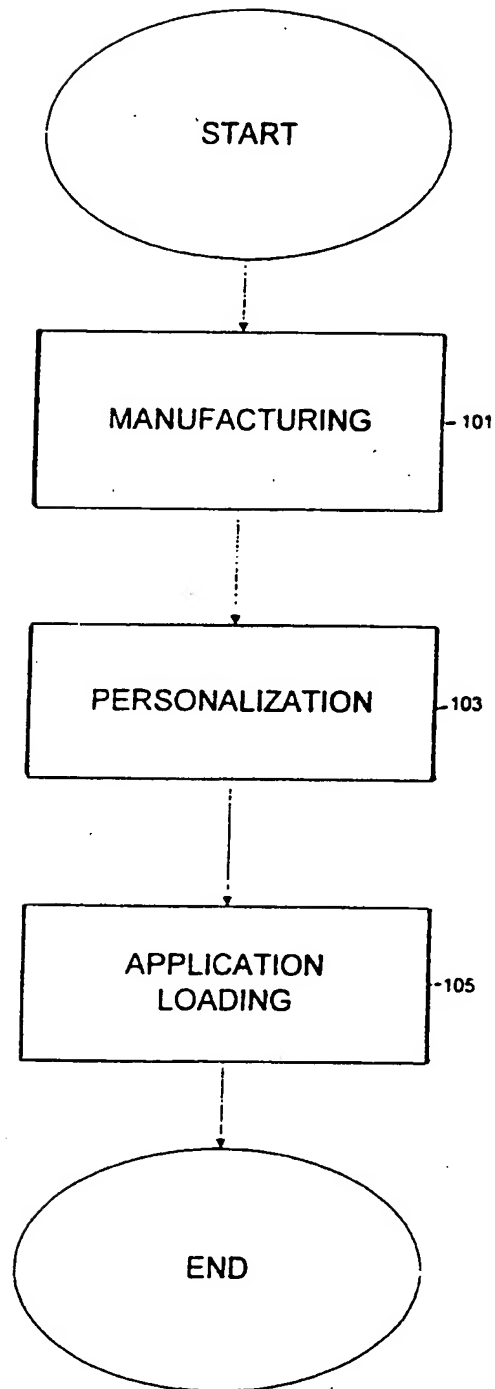 START
MANUFACTURING
101
PERSONALIZATION
103
APPLICATION
LOADING
105
END